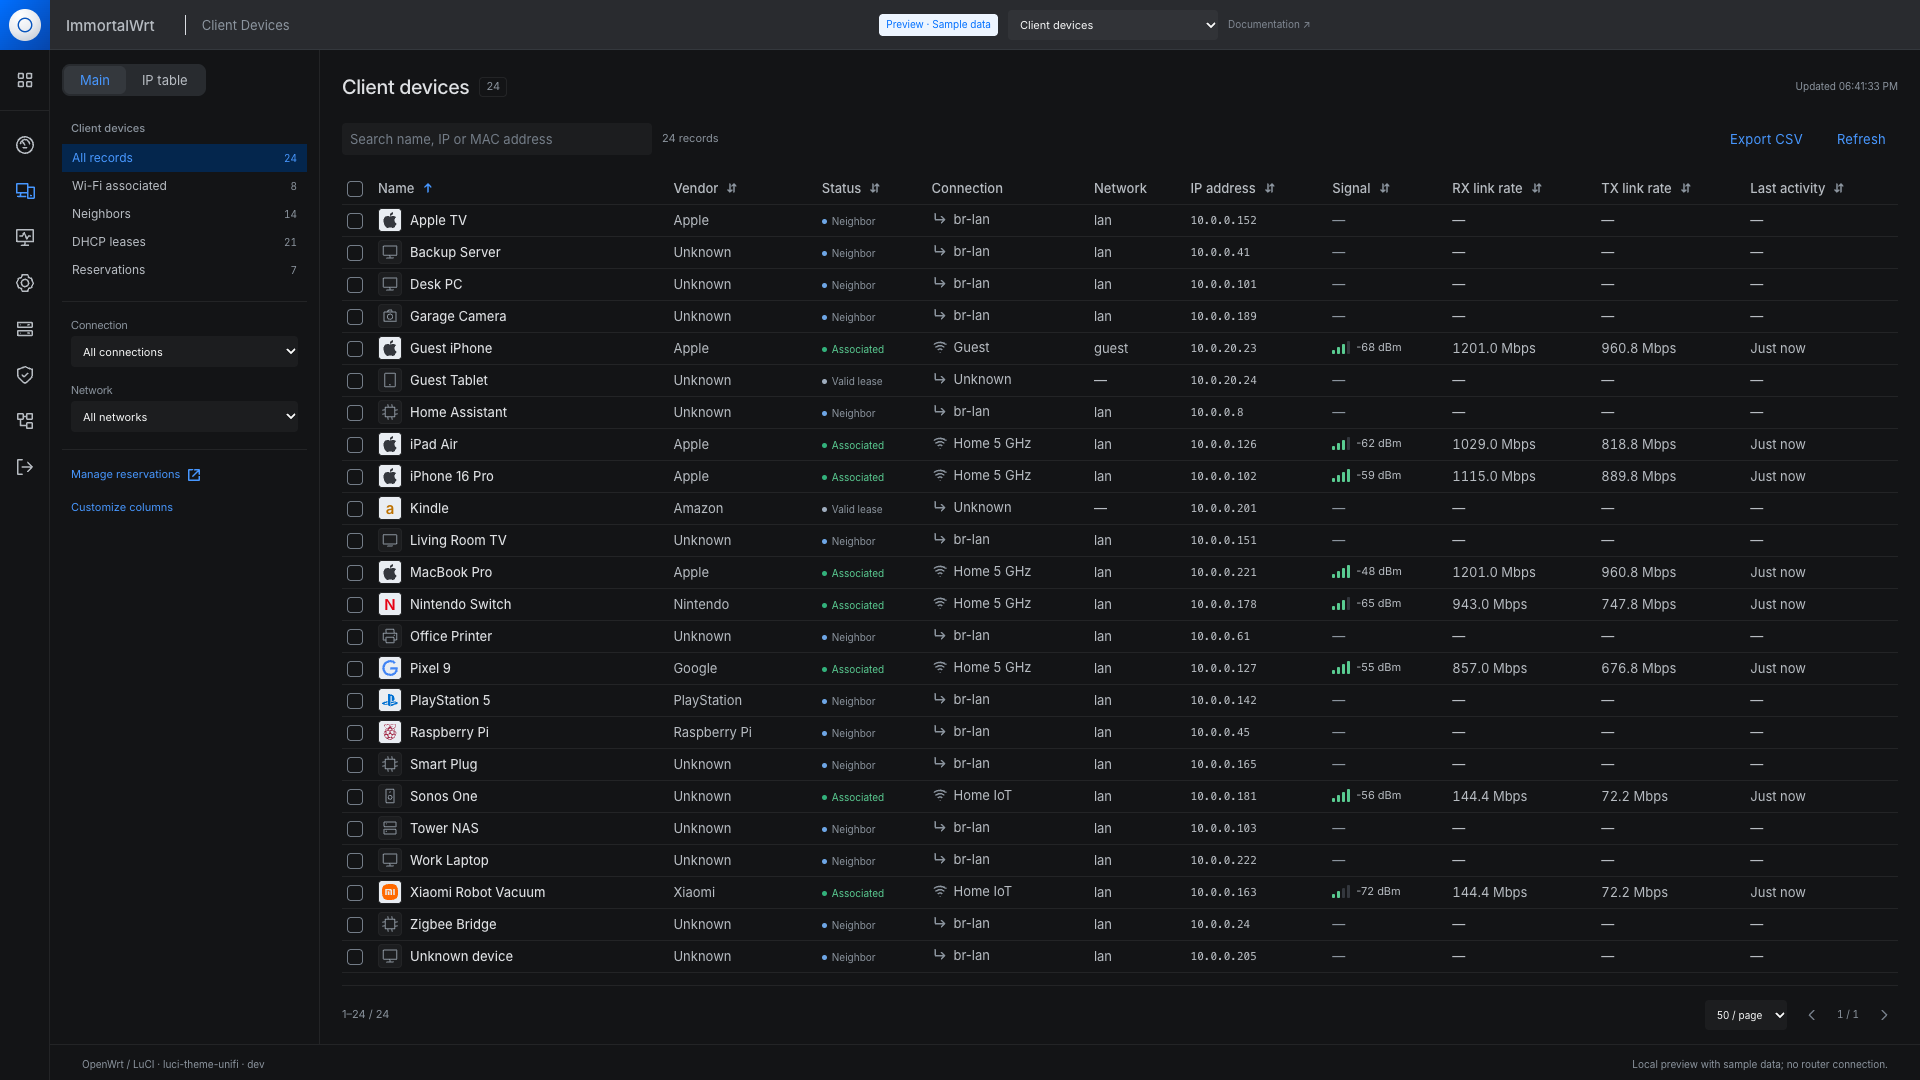 ImmortalWrt
Client Devices
Preview · Sample data
Client devices
Documentation ↗
Main
IP table
Client devices
All records 24
Wi-Fi associated 8
Neighbors 14
DHCP leases 21
Reservations 7
Connection
All connections
Network
All networks
Manage reservations
Customize columns
Client devices 24
Updated 06:41:33 PM
Search name, IP or MAC address
24 records
Export CSV
Refresh
Name ↑ Vendor Status Connection Network IP address Signal RX link rate TX link rate Last activity
Apple TV Apple Neighbor br-lan lan 10.0.0.152 — — — —
Backup Server Unknown Neighbor br-lan lan 10.0.0.41 — — — —
Desk PC Unknown Neighbor br-lan lan 10.0.0.101 — — — —
Garage Camera Unknown Neighbor br-lan lan 10.0.0.189 — — — —
Guest iPhone Apple Associated Guest guest 10.0.20.23 -68 dBm 1201.0 Mbps 960.8 Mbps Just now
Guest Tablet Unknown Valid lease Unknown — 10.0.20.24 — — — —
Home Assistant Unknown Neighbor br-lan lan 10.0.0.8 — — — —
iPad Air Apple Associated Home 5 GHz lan 10.0.0.126 -62 dBm 1029.0 Mbps 818.8 Mbps Just now
iPhone 16 Pro Apple Associated Home 5 GHz lan 10.0.0.102 -59 dBm 1115.0 Mbps 889.8 Mbps Just now
a Kindle Amazon Valid lease Unknown — 10.0.0.201 — — — —
Living Room TV Unknown Neighbor br-lan lan 10.0.0.151 — — — —
MacBook Pro Apple Associated Home 5 GHz lan 10.0.0.221 -48 dBm 1201.0 Mbps 960.8 Mbps Just now
N Nintendo Switch Nintendo Associated Home 5 GHz lan 10.0.0.178 -65 dBm 943.0 Mbps 747.8 Mbps Just now
Office Printer Unknown Neighbor br-lan lan 10.0.0.61 — — — —
G Pixel 9 Google Associated Home 5 GHz lan 10.0.0.127 -55 dBm 857.0 Mbps 676.8 Mbps Just now
PlayStation 5 PlayStation Neighbor br-lan lan 10.0.0.142 — — — —
Raspberry Pi Raspberry Pi Neighbor br-lan lan 10.0.0.45 — — — —
Smart Plug Unknown Neighbor br-lan lan 10.0.0.165 — — — —
Sonos One Unknown Associated Home IoT lan 10.0.0.181 -56 dBm 144.4 Mbps 72.2 Mbps Just now
Tower NAS Unknown Neighbor br-lan lan 10.0.0.103 — — — —
Work Laptop Unknown Neighbor br-lan lan 10.0.0.222 — — — —
mi Xiaomi Robot Vacuum Xiaomi Associated Home IoT lan 10.0.0.163 -72 dBm 144.4 Mbps 72.2 Mbps Just now
Zigbee Bridge Unknown Neighbor br-lan lan 10.0.0.24 — — — —
Unknown device Unknown Neighbor br-lan lan 10.0.0.205 — — — —
1–24 / 24
50 / page
1 / 1
OpenWrt / LuCI · luci-theme-unifi · dev
Local preview with sample data; no router connection.